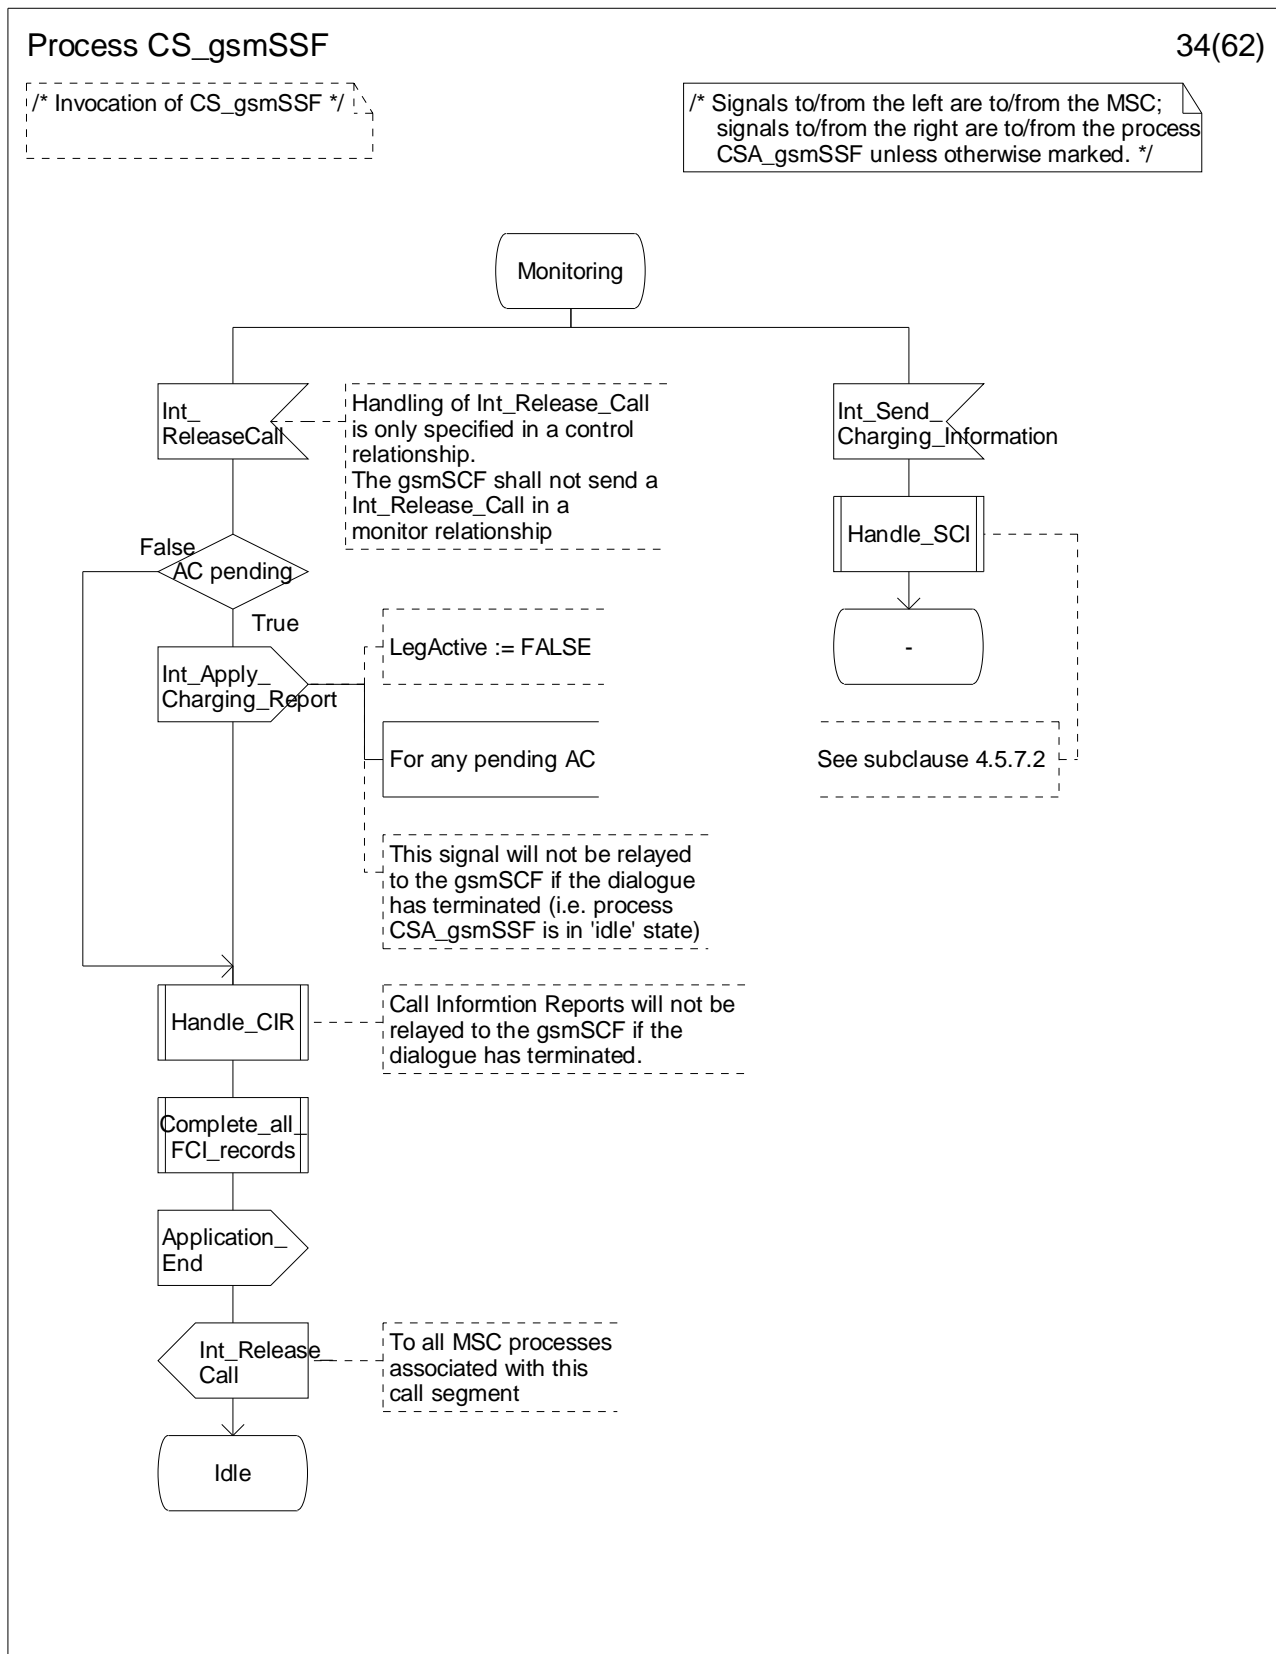 Process CS_gsmSSF
34(62)
/* Invocation of CS_gsmSSF */
/* Signals to/from the left are to/from the MSC;
signals to/from the right are to/from the process
CSA_gsmSSF unless otherwise marked. */
Monitoring
Int_
ReleaseCall
Handling of Int_Release_Call
is only specified in a control
relationship.
The gsmSCF shall not send a
Int_Release_Call in a
monitor relationship
Int_Send_
Charging_Information
Handle_SCI
False
AC pending
True
LegActive := FALSE
-
Int_Apply_
Charging_Report
For any pending AC
See subclause 4.5.7.2
This signal will not be relayed
to the gsmSCF if the dialogue
has terminated (i.e. process
CSA_gsmSSF is in 'idle' state)
Handle_CIR
Call Informtion Reports will not be
relayed to the gsmSCF if the
dialogue has terminated.
Complete_all_
FCI_records
Application_
End
Int_Release_
Call
To all MSC processes
associated with this
call segment
Idle